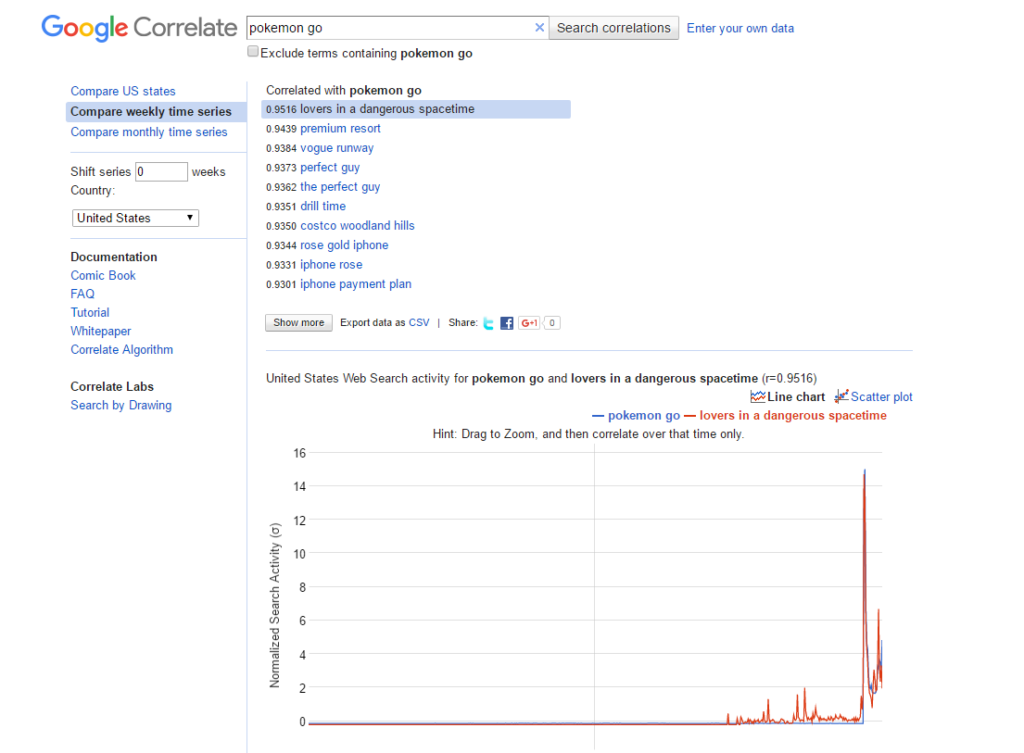 Google Correlate pokemon go × Search correlations Enter your own data
Exclude terms containing pokemon go
Compare US states
Compare weekly time series
Compare monthly time series
Shift series 0 weeks
Country:
United States
Documentation
Comic Book
FAQ
Tutorial
Whitepaper
Correlate Algorithm
Correlate Labs
Search by Drawing
Correlated with pokemon go
0.9516 lovers in a dangerous spacetime
0.9439 premium resort
0.9384 vogue runway
0.9373 perfect guy
0.9362 the perfect guy
0.9351 drill time
0.9350 costco woodland hills
0.9344 rose gold iphone
0.9331 iphone rose
0.9301 iphone payment plan
Show more Export data as CSV | Share: G+1 0
United States Web Search activity for pokemon go and lovers in a dangerous spacetime (r=0.9516)
Line chart Scatter plot
pokemon go lovers in a dangerous spacetime
Hint: Drag to Zoom, and then correlate over that time only.
Normalized Search Activity (σ)
16
14
12
10
8
6
4
2
0